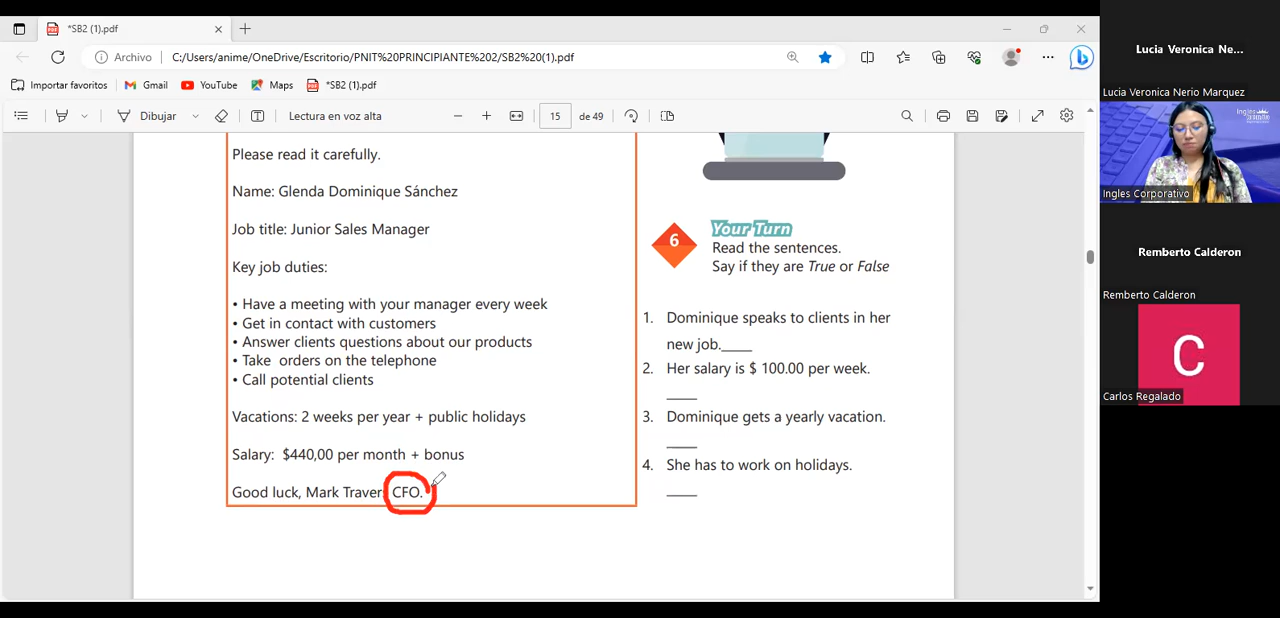 *SB2 (1).pdf
Archivo
C:/Users/anime/OneDrive/Escritorio/PNIT%20PRINCIPIANTE%202/SB2%20(1).pdf
Importar favoritos
Gmail
YouTube
Maps
*SB2 (1).pdf
Dibujar
Lectura en voz alta
15
de 49
Please read it carefully.
Name: Glenda Dominique Sánchez
Job title: Junior Sales Manager
Key job duties:
• Have a meeting with your manager every week
• Get in contact with customers
• Answer clients questions about our products
• Take orders on the telephone
• Call potential clients
Vacations: 2 weeks per year + public holidays
Salary: $440,00 per month + bonus
Good luck, Mark Traver CFO.
6
Your Turn
Read the sentences.
Say if they are True or False
1. Dominique speaks to clients in her
new job.____
2. Her salary is $ 100.00 per week.
____
3. Dominique gets a yearly vacation.
____
4. She has to work on holidays.
____
Lucia Veronica Ne...
Lucia Veronica Nerio Marquez
Ingles Corporativo
Remberto Calderon
Remberto Calderon
C
Carlos Regalado